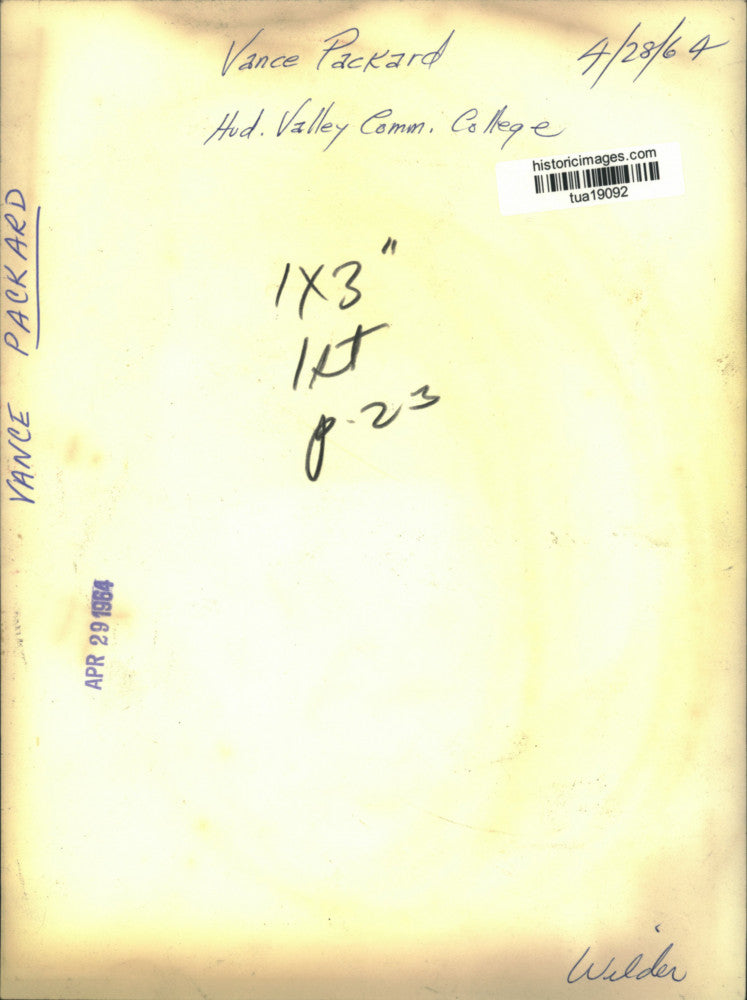 Vance Packard 4/28/64
Hud. Valley Comm. College
historicimages.com
tua19092
1X3"
1st
p. 23
VANCE PACKARD
APR 29 1964
Wilder